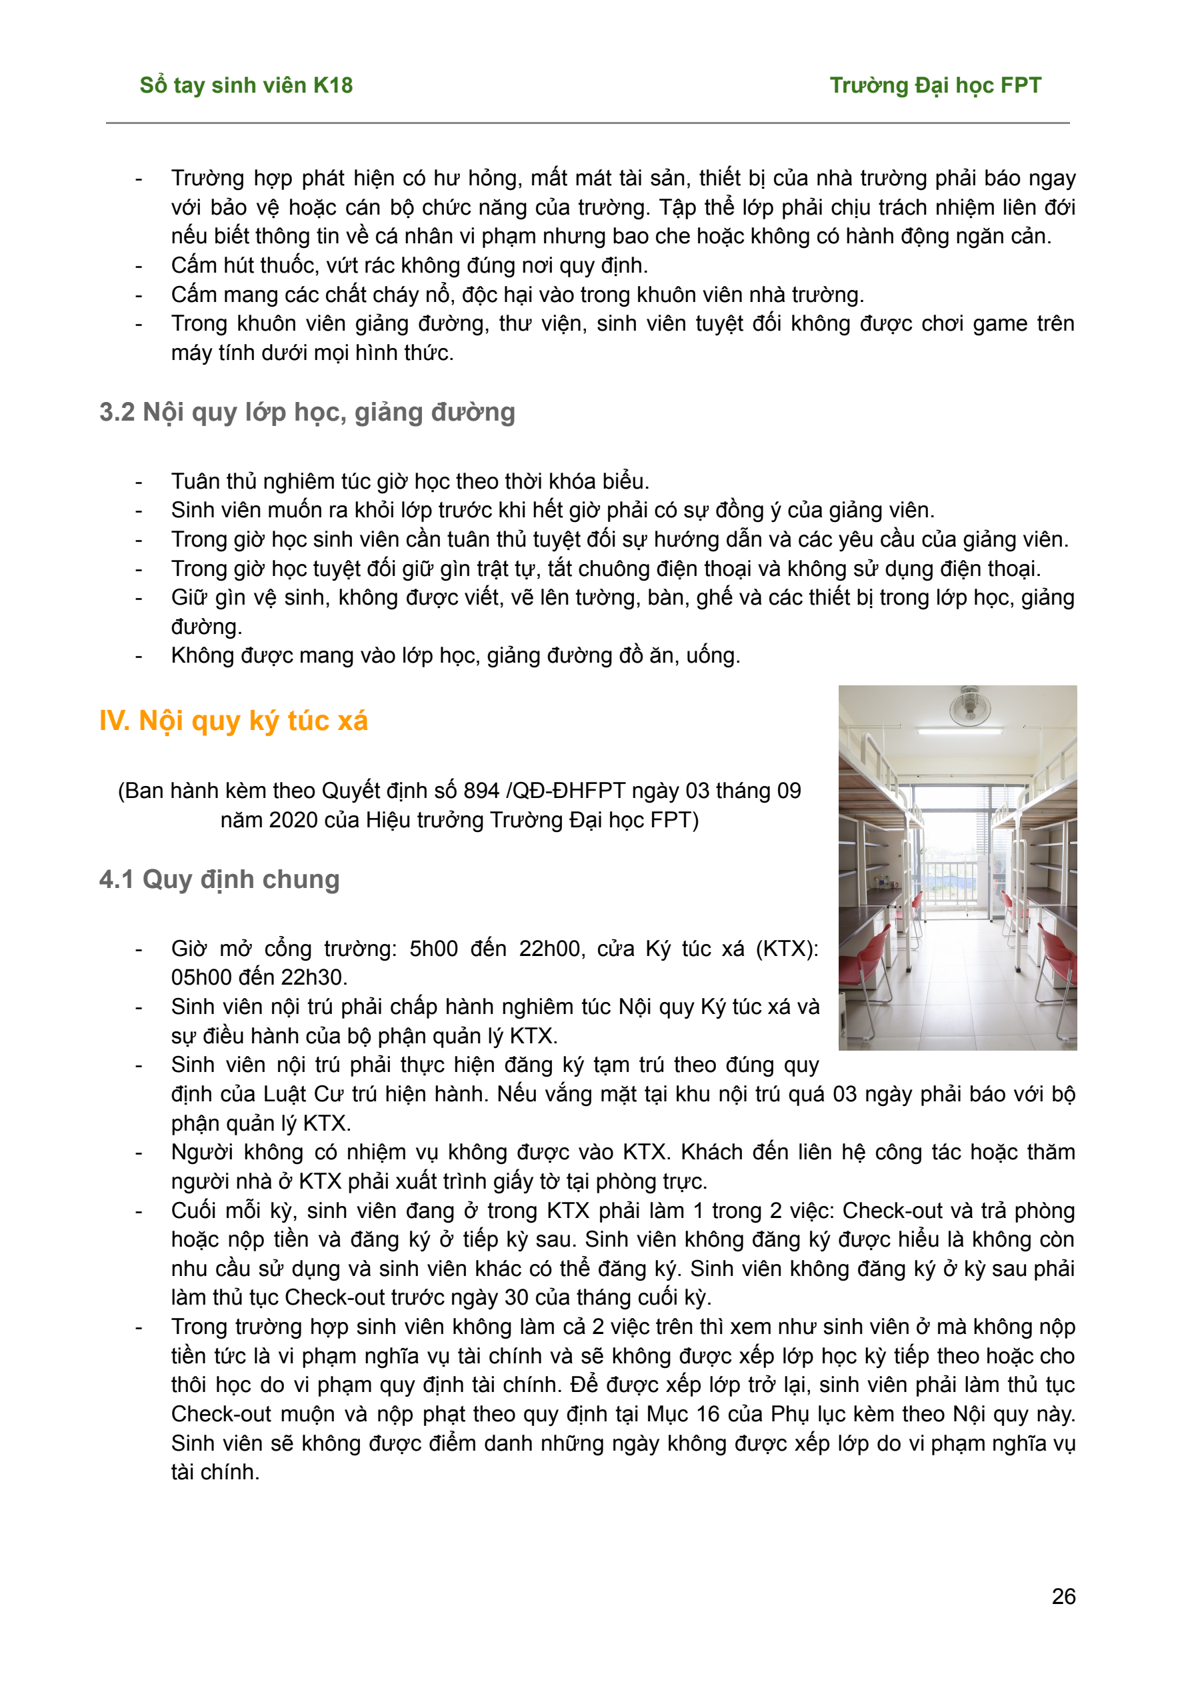 Sổ tay sinh viên K18 Trường Đại học FPT
- Trường hợp phát hiện có hư hỏng, mất mát tài sản, thiết bị của nhà trường phải báo ngay
với bảo vệ hoặc cán bộ chức năng của trường. Tập thể lớp phải chịu trách nhiệm liên đới
nếu biết thông tin về cá nhân vi phạm nhưng bao che hoặc không có hành động ngăn cản.
- Cấm hút thuốc, vứt rác không đúng nơi quy định.
- Cấm mang các chất cháy nổ, độc hại vào trong khuôn viên nhà trường.
- Trong khuôn viên giảng đường, thư viện, sinh viên tuyệt đối không được chơi game trên
máy tính dưới mọi hình thức.
3.2 Nội quy lớp học, giảng đường
- Tuân thủ nghiêm túc giờ học theo thời khóa biểu.
- Sinh viên muốn ra khỏi lớp trước khi hết giờ phải có sự đồng ý của giảng viên.
- Trong giờ học sinh viên cần tuân thủ tuyệt đối sự hướng dẫn và các yêu cầu của giảng viên.
- Trong giờ học tuyệt đối giữ gìn trật tự, tắt chuông điện thoại và không sử dụng điện thoại.
- Giữ gìn vệ sinh, không được viết, vẽ lên tường, bàn, ghế và các thiết bị trong lớp học, giảng
đường.
- Không được mang vào lớp học, giảng đường đồ ăn, uống.
IV. Nội quy ký túc xá
(Ban hành kèm theo Quyết định số 894 /QĐ-ĐHFPT ngày 03 tháng 09
năm 2020 của Hiệu trưởng Trường Đại học FPT)
4.1 Quy định chung
- Giờ mở cổng trường: 5h00 đến 22h00, cửa Ký túc xá (KTX):
05h00 đến 22h30.
- Sinh viên nội trú phải chấp hành nghiêm túc Nội quy Ký túc xá và
sự điều hành của bộ phận quản lý KTX.
- Sinh viên nội trú phải thực hiện đăng ký tạm trú theo đúng quy
định của Luật Cư trú hiện hành. Nếu vắng mặt tại khu nội trú quá 03 ngày phải báo với bộ
phận quản lý KTX.
- Người không có nhiệm vụ không được vào KTX. Khách đến liên hệ công tác hoặc thăm
người nhà ở KTX phải xuất trình giấy tờ tại phòng trực.
- Cuối mỗi kỳ, sinh viên đang ở trong KTX phải làm 1 trong 2 việc: Check-out và trả phòng
hoặc nộp tiền và đăng ký ở tiếp kỳ sau. Sinh viên không đăng ký được hiểu là không còn
nhu cầu sử dụng và sinh viên khác có thể đăng ký. Sinh viên không đăng ký ở kỳ sau phải
làm thủ tục Check-out trước ngày 30 của tháng cuối kỳ.
- Trong trường hợp sinh viên không làm cả 2 việc trên thì xem như sinh viên ở mà không nộp
tiền tức là vi phạm nghĩa vụ tài chính và sẽ không được xếp lớp học kỳ tiếp theo hoặc cho
thôi học do vi phạm quy định tài chính. Để được xếp lớp trở lại, sinh viên phải làm thủ tục
Check-out muộn và nộp phạt theo quy định tại Mục 16 của Phụ lục kèm theo Nội quy này.
Sinh viên sẽ không được điểm danh những ngày không được xếp lớp do vi phạm nghĩa vụ
tài chính.
26